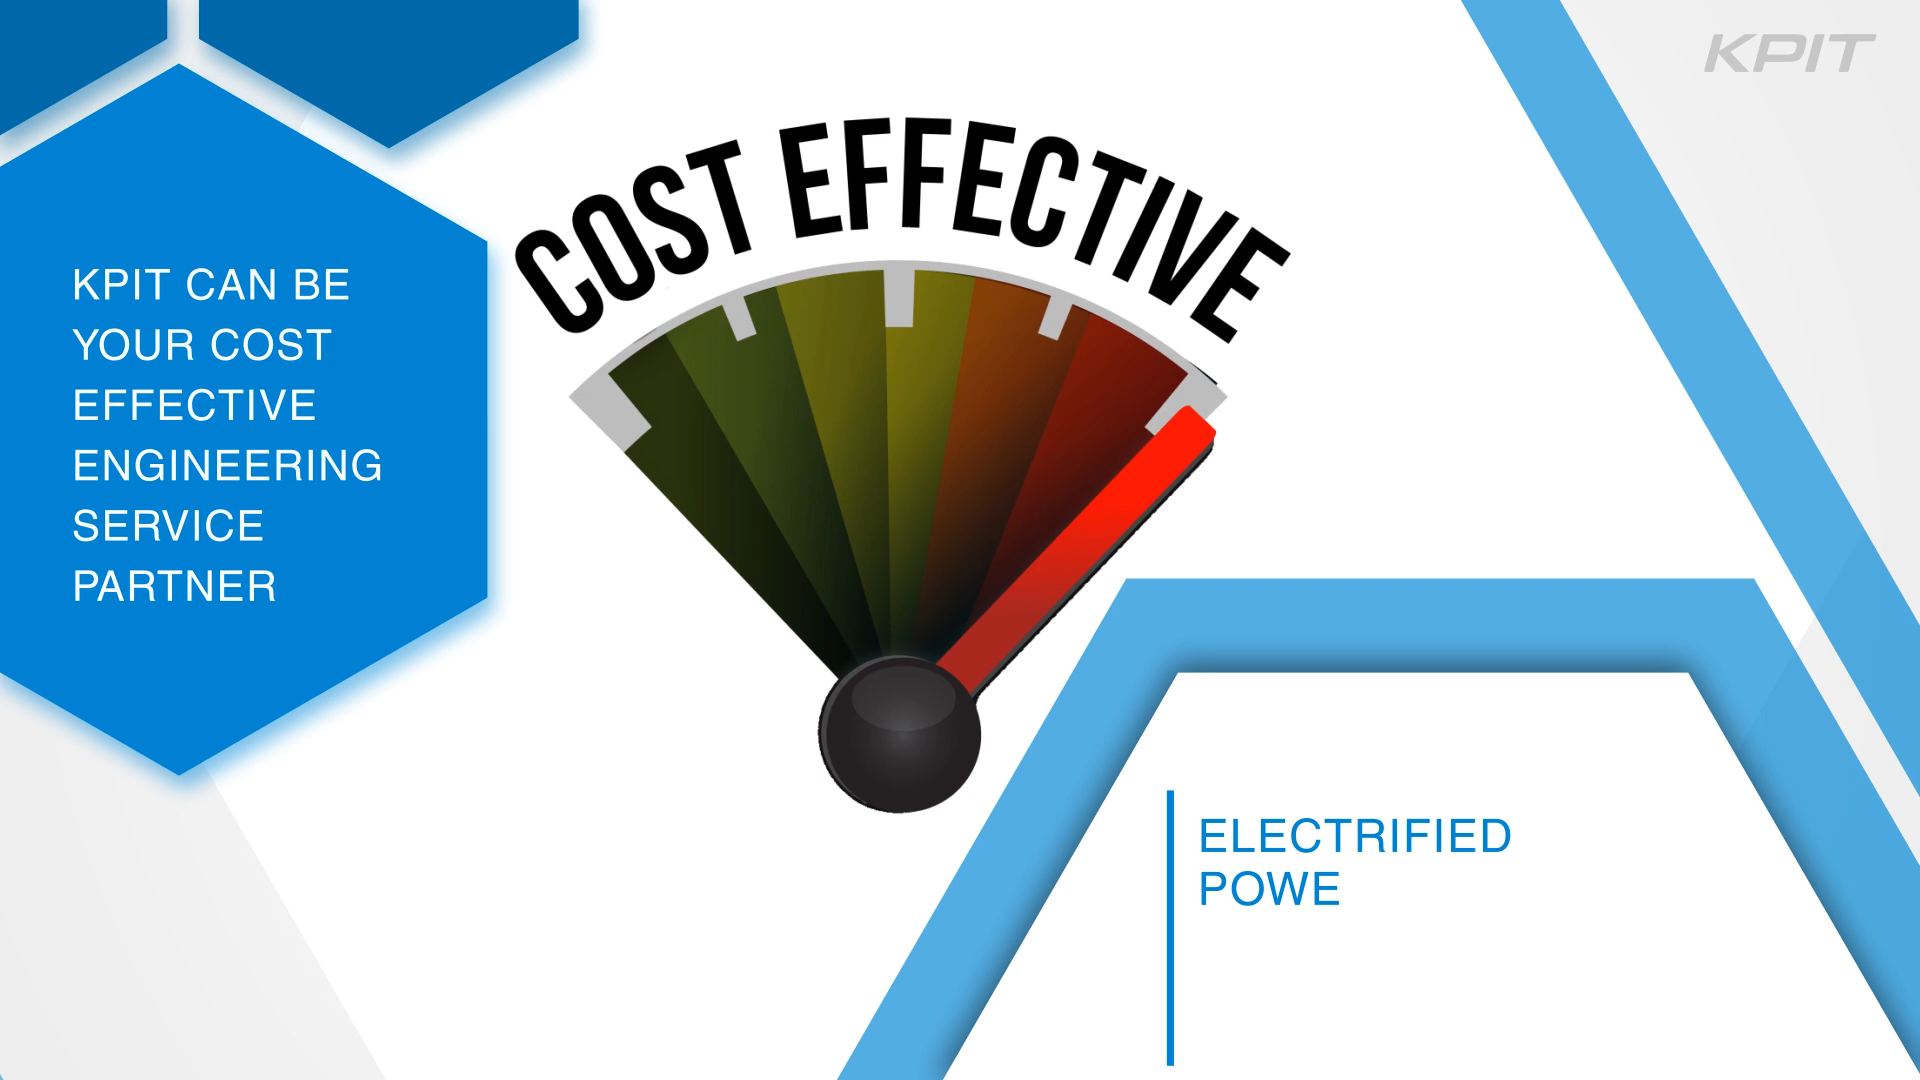 KPIT
COST EFFECTIVE
KPIT CAN BE
YOUR COST
EFFECTIVE
ENGINEERING
SERVICE
PARTNER
ELECTRIFIED
POWE